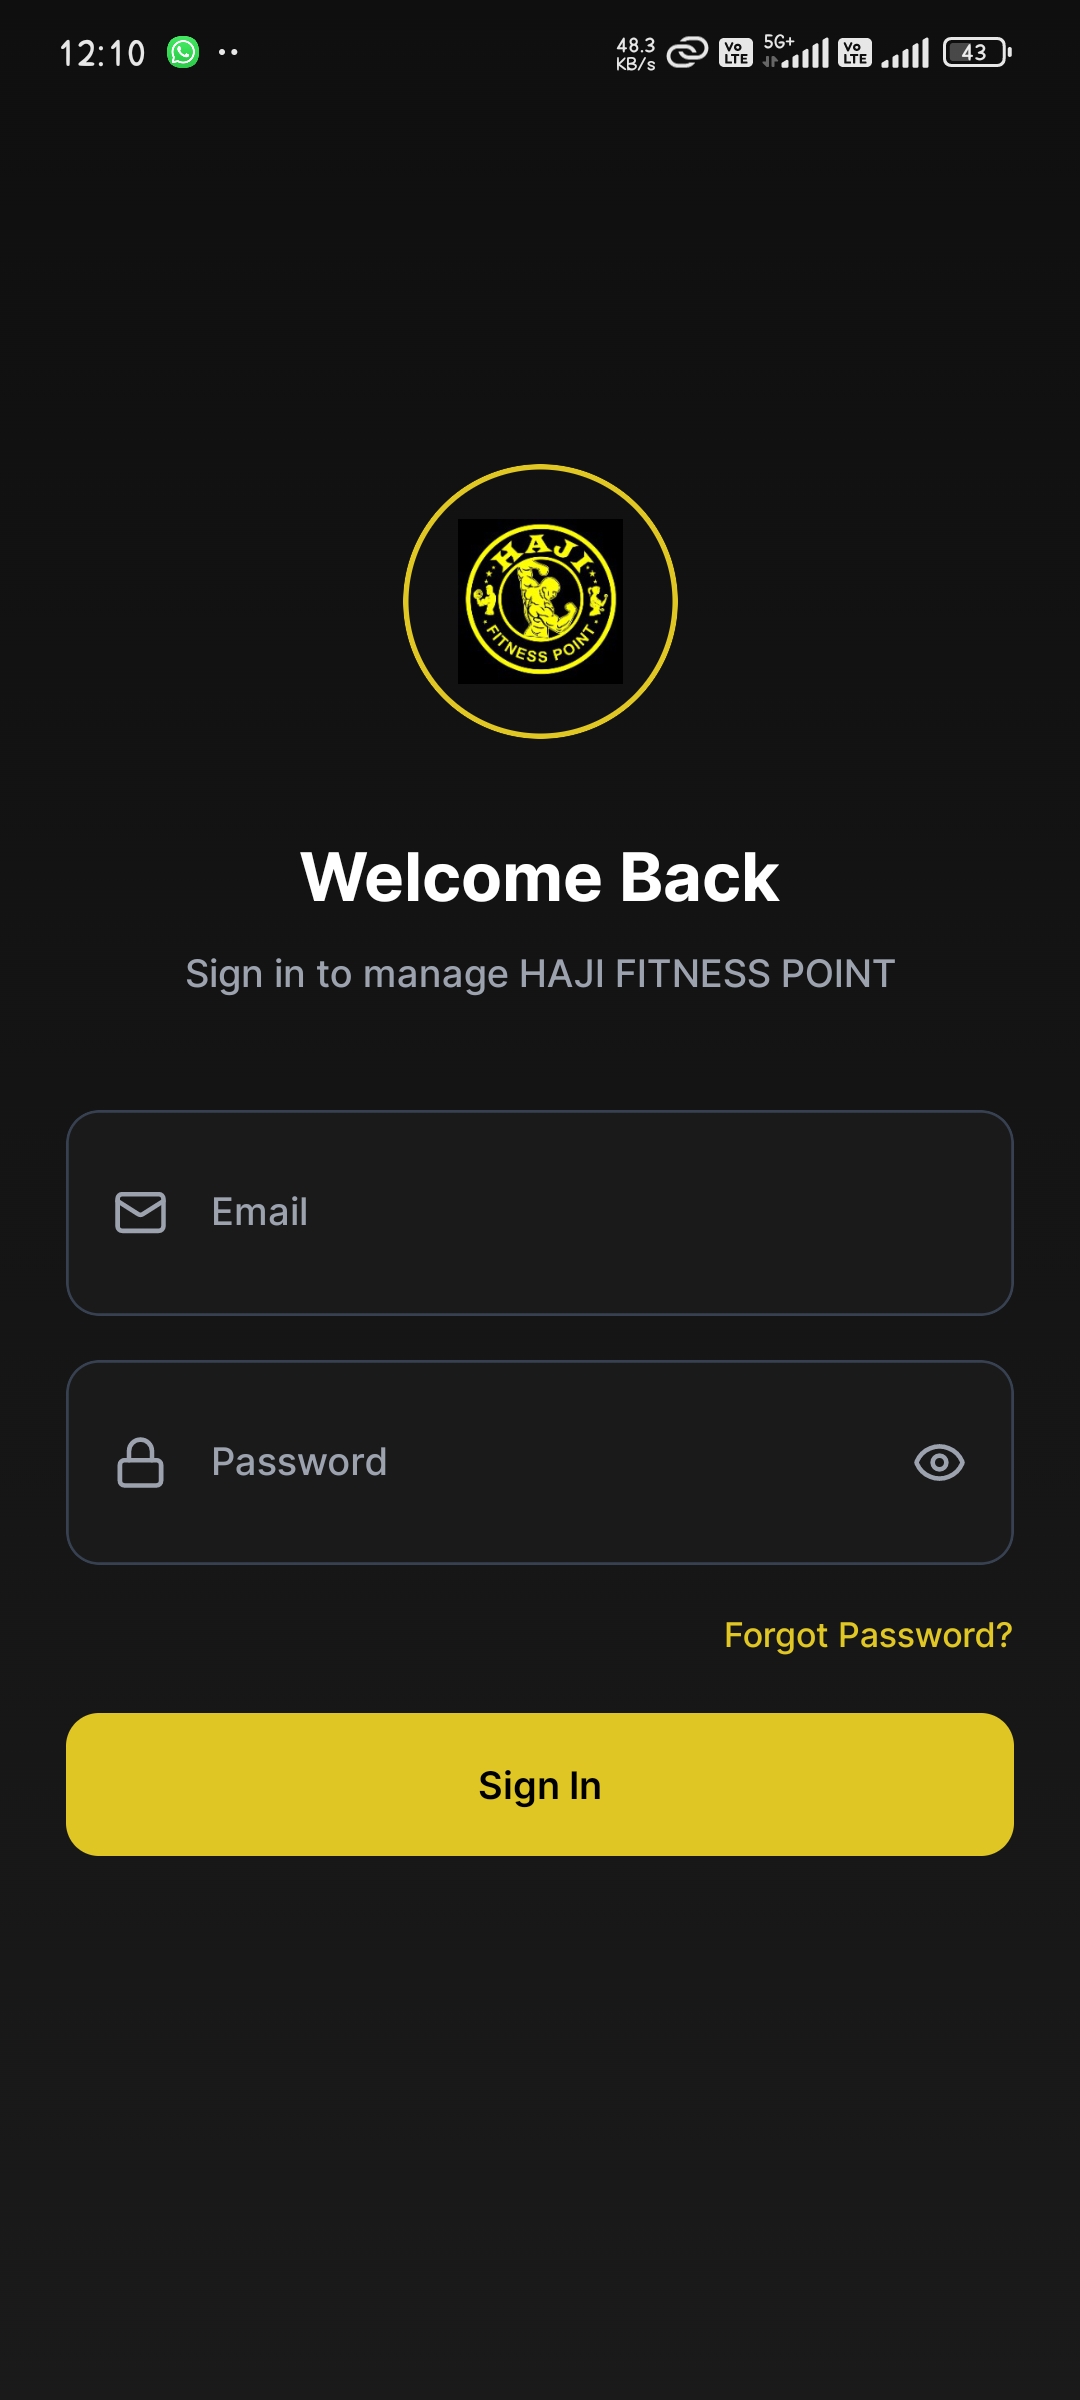 12:10
48.3
KB/s
Vo
LTE
5G+
Vo
LTE
43
HAJI
FITNESS POINT
Welcome Back
Sign in to manage HAJI FITNESS POINT
Email
Password
Forgot Password?
Sign In